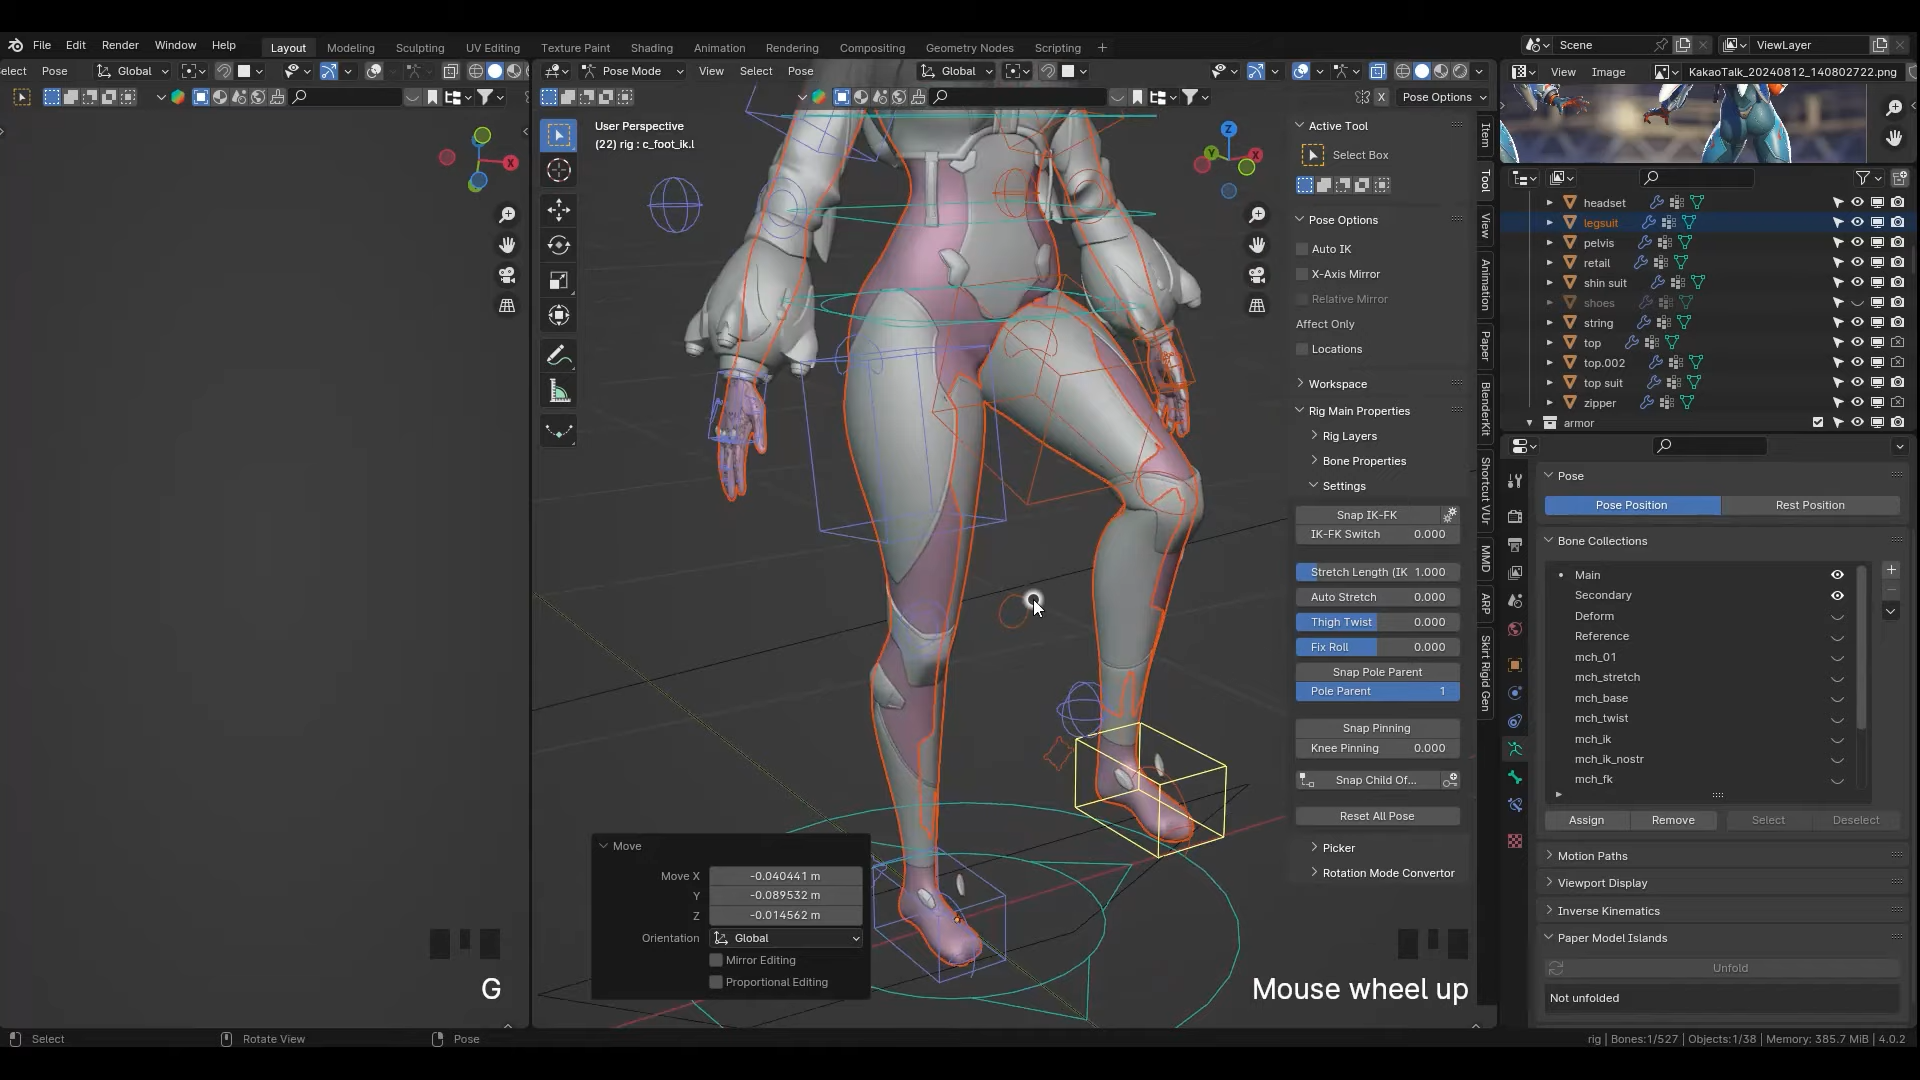 File Edit Render Window Help Layout Modeling Sculpting UV Editing Texture Paint Shading Animation Rendering Compositing Geometry Nodes Scripting + Scene ViewLayer
elect Pose Global Pose Mode View Select Pose Global View Image KakaoTalk_20240812_140802722.png
X Pose Options
User Perspective
(22) rig : c_foot_ik.l
X
Z
Y
X
Active Tool
Select Box
Pose Options
Auto IK
X-Axis Mirror
Relative Mirror
Affect Only
Locations
Workspace
Rig Main Properties
Rig Layers
Bone Properties
Settings
Snap IK-FK
IK-FK Switch 0.000
Stretch Length (IK 1.000
Auto Stretch 0.000
Thigh Twist 0.000
Fix Roll 0.000
Snap Pole Parent
Pole Parent 1
Snap Pinning
Knee Pinning 0.000
Snap Child Of...
Reset All Pose
Picker
Rotation Mode Convertor
Item
Tool
View
Animation
Paper
BlenderKit
Shortcut VUr
MMD
ARP
Skirt Rigid Gen
headset
legsuit
pelvis
retail
shin suit
shoes
string
top
top.002
top suit
zipper
armor
Pose
Pose Position Rest Position
Bone Collections
Main
Secondary
Deform
Reference
mch_01
mch_stretch
mch_base
mch_twist
mch_ik
mch_ik_nostr
mch_fk
Assign Remove Select Deselect
Motion Paths
Viewport Display
Inverse Kinematics
Paper Model Islands
Unfold
Not unfolded
Move
Move X -0.040441 m
Y -0.089532 m
Z -0.014562 m
Orientation Global
Mirror Editing
Proportional Editing
G
Mouse wheel up
Select Rotate View Pose rig | Bones:1/527 | Objects:1/38 | Memory: 385.7 MiB | 4.0.2